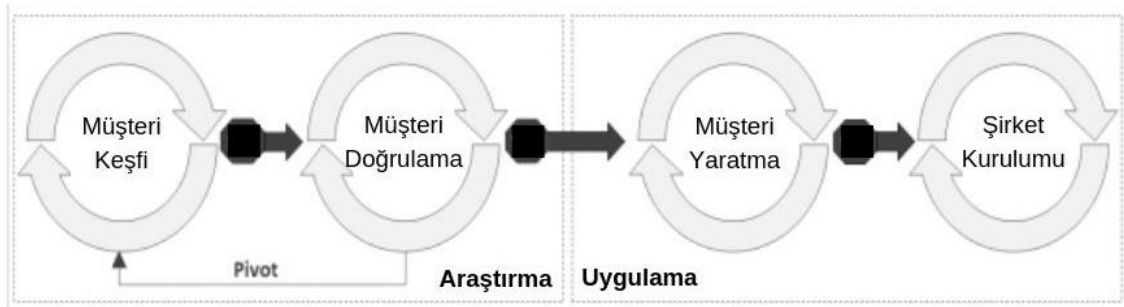 Müşteri
Keşfi
Müşteri
Doğrulama
Müşteri
Yaratma
Şirket
Kurulumu
Pivot
Araştırma
Uygulama